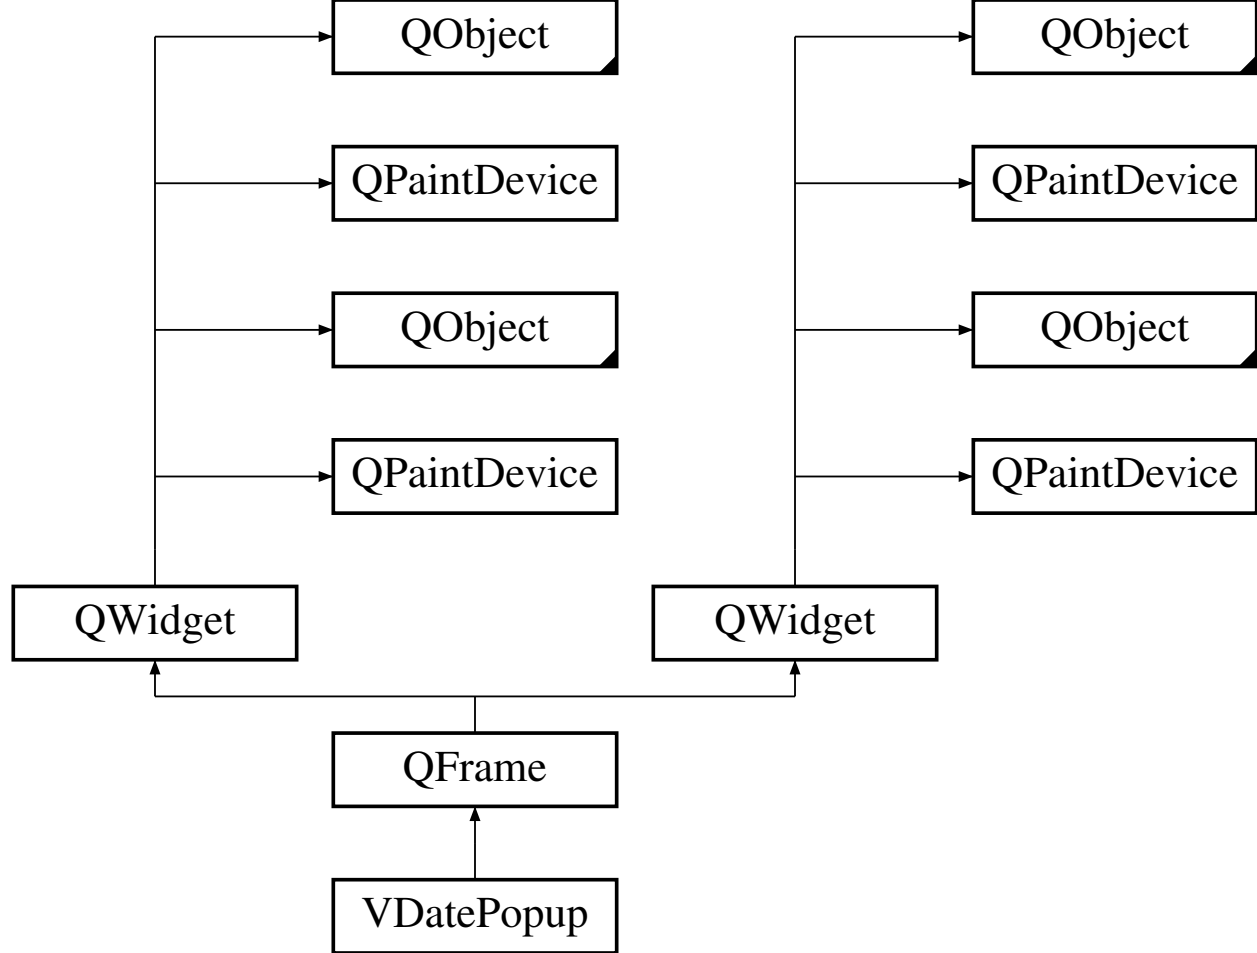 QObject
QObject
QPaintDevice
QPaintDevice
QObject
QObject
QPaintDevice
QPaintDevice
QWidget
QWidget
QFrame
VDatePopup